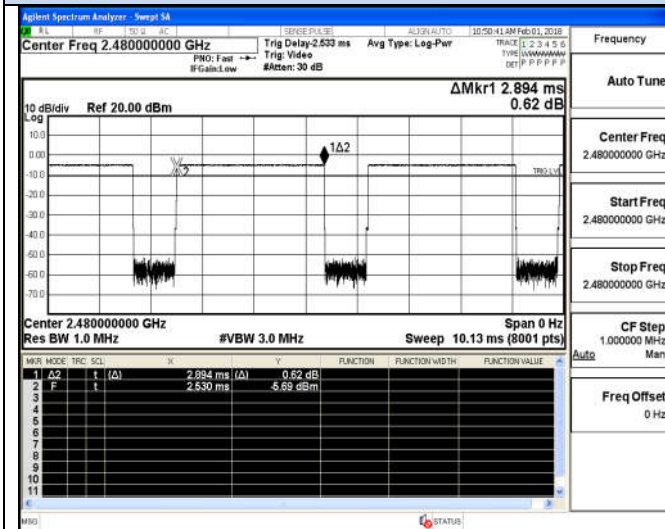 Agilent Spectrum Analyzer - Swept SA
RL RF 50 Ω AC SENSE:PULSE ALIGN AUTO 10:50:41 AM Feb 01, 2018
Center Freq 2.480000000 GHz
PNO: Fast
IFGain:Low
Trig Delay-2.533 ms
Trig: Video
#Atten: 30 dB
Avg Type: Log-Pwr
TRACE 1 2 3 4 5 6
TYPE
DET P P P P P P
ΔMkr1 2.894 ms
0.62 dB
10 dB/div Ref 20.00 dBm
Log
10.0
0.00
-10.0
-20.0
-30.0
-40.0
-50.0
-60.0
-70.0
1Δ2
2
TRIG LVL
Center 2.480000000 GHz Span 0 Hz
Res BW 1.0 MHz #VBW 3.0 MHz Sweep 10.13 ms (8001 pts)
MKR MODE TRC SCL X Y FUNCTION FUNCTION WIDTH FUNCTION VALUE
1 Δ2 t (Δ) 2.894 ms (Δ) 0.62 dB
2 F t 2.530 ms -5.69 dBm
3
4
5
6
7
8
9
10
11
MSG STATUS
Frequency
Auto Tune
Center Freq
2.480000000 GHz
Start Freq
2.480000000 GHz
Stop Freq
2.480000000 GHz
CF Step
1.000000 MHz
Auto Man
Freq Offset
0 Hz